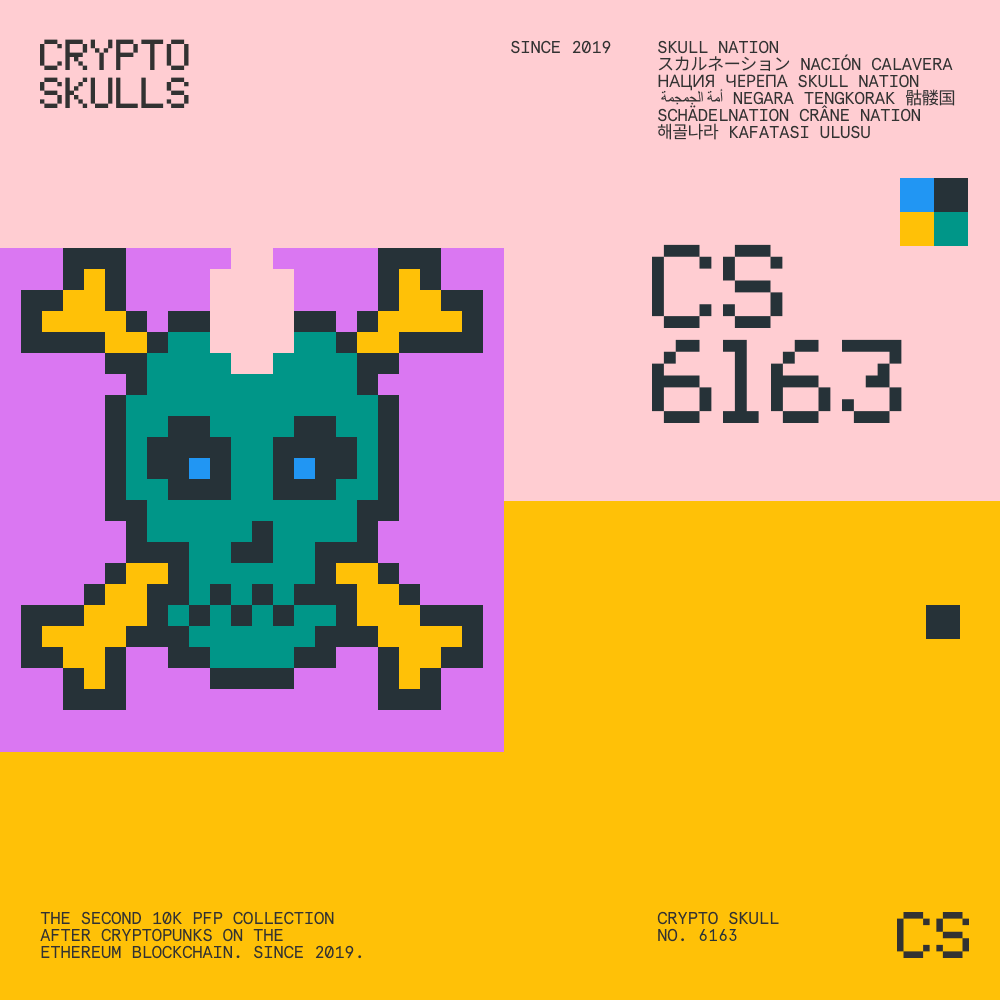 CRYPTO
SKULLS
SINCE 2019
SKULL NATION
スカルネーション NACIÓN CALAVERA
НАЦИЯ ЧЕРЕПА SKULL NATION
أمة الجمجمة NEGARA TENGKORAK 骷髅国
SCHÄDELNATION CRÂNE NATION
해골나라 KAFATASI ULUSU
CS
6163
THE SECOND 10K PFP COLLECTION
AFTER CRYPTOPUNKS ON THE
ETHEREUM BLOCKCHAIN. SINCE 2019.
CRYPTO SKULL
NO. 6163
CS